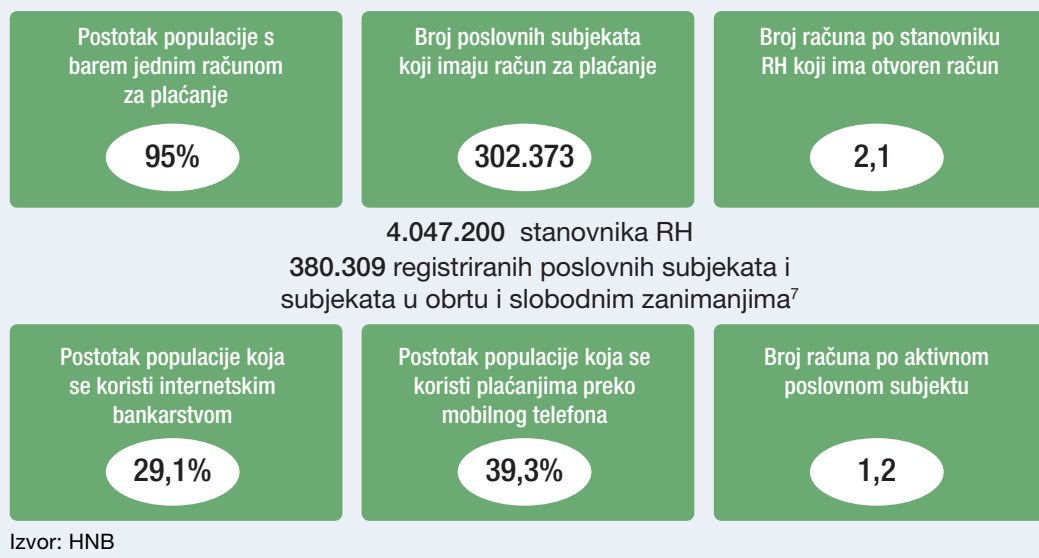 Postotak populacije s
barem jednim računom
za plaćanje
95%
Broj poslovnih subjekata
koji imaju račun za plaćanje
302.373
Broj računa po stanovniku
RH koji ima otvoren račun
2,1
4.047.200 stanovnika RH
380.309 registriranih poslovnih subjekata i
subjekata u obrtu i slobodnim zanimanjima⁷
Postotak populacije koja
se koristi internetskim
bankarstvom
29,1%
Postotak populacije koja se
koristi plaćanjima preko
mobilnog telefona
39,3%
Broj računa po aktivnom
poslovnom subjektu
1,2
Izvor: HNB